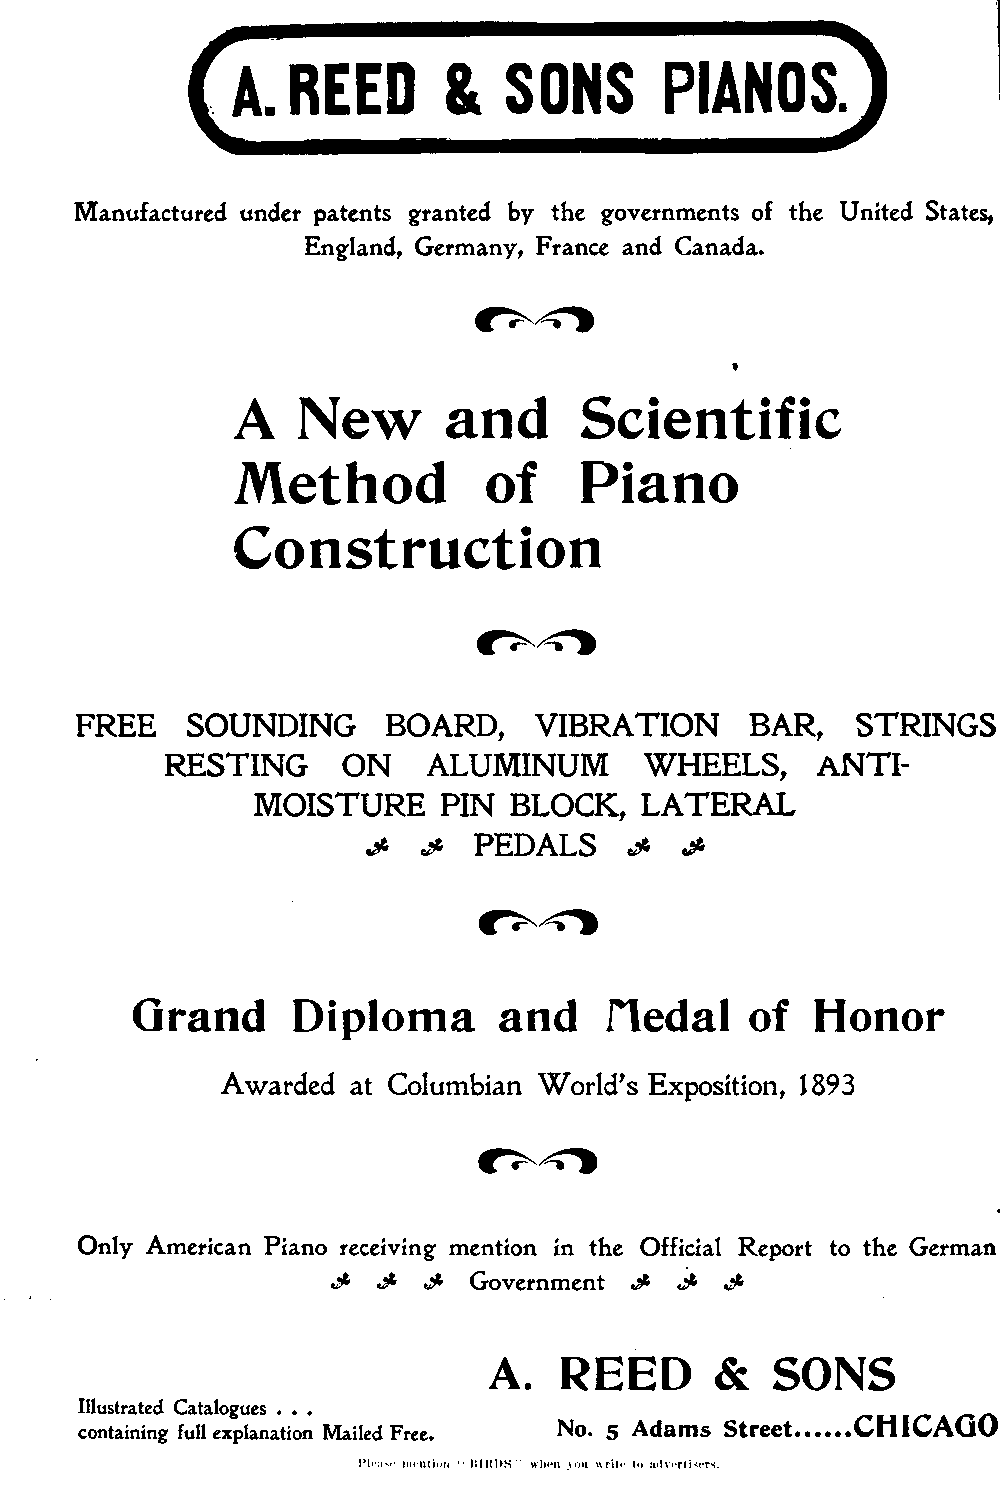 A. REED & SONS PIANOS.
Manufactured under patents granted by the governments of the United States,
England, Germany, France and Canada.
A New and Scientific
Method of Piano
Construction
FREE SOUNDING BOARD, VIBRATION BAR, STRINGS
RESTING ON ALUMINUM WHEELS, ANTI-
MOISTURE PIN BLOCK, LATERAL
PEDALS
Grand Diploma and Medal of Honor
Awarded at Columbian World's Exposition, 1893
Only American Piano receiving mention in the Official Report to the German
Government
A. REED & SONS
Illustrated Catalogues . . .
containing full explanation Mailed Free.
No. 5 Adams Street......CHICAGO
Please mention "BIRDS" when you write to advertisers.